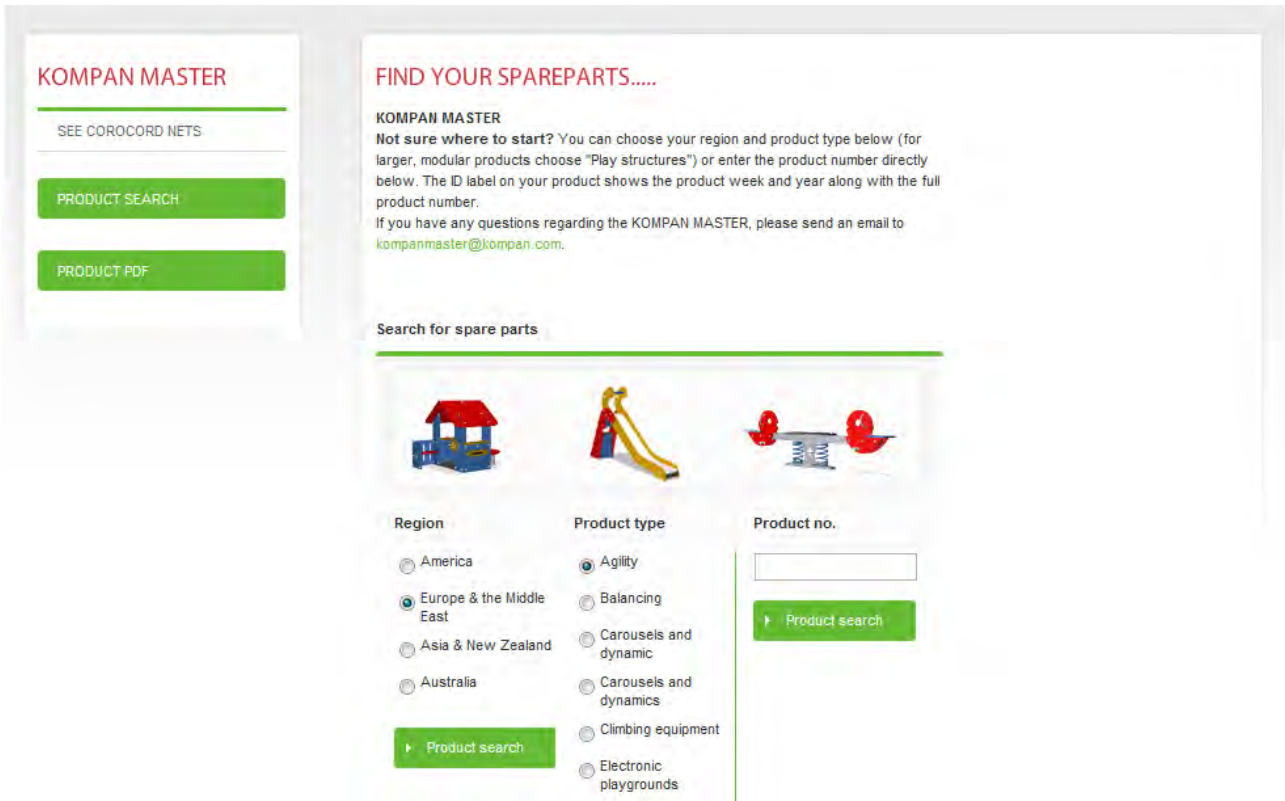 KOMPAN MASTER
SEE COROCORD NETS
PRODUCT SEARCH
PRODUCT PDF
FIND YOUR SPAREPARTS.....
KOMPAN MASTER
Not sure where to start? You can choose your region and product type below (for
larger, modular products choose "Play structures") or enter the product number directly
below. The ID label on your product shows the product week and year along with the full
product number.
If you have any questions regarding the KOMPAN MASTER, please send an email to
kompanmaster@kompan.com.
Search for spare parts
Region
America
Europe & the Middle
East
Asia & New Zealand
Australia
Product search
Product type
Agility
Balancing
Carousels and
dynamic
Carousels and
dynamics
Climbing equipment
Electronic
playgrounds
Product no.
Product search